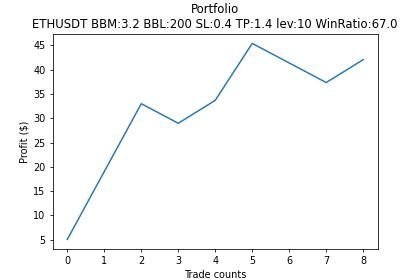 Portfolio
ETHUSDT BBM:3.2 BBL:200 SL:0.4 TP:1.4 lev:10 WinRatio:67.0
Profit ($)
45
40
35
30
25
20
15
10
5
0 1 2 3 4 5 6 7 8
Trade counts